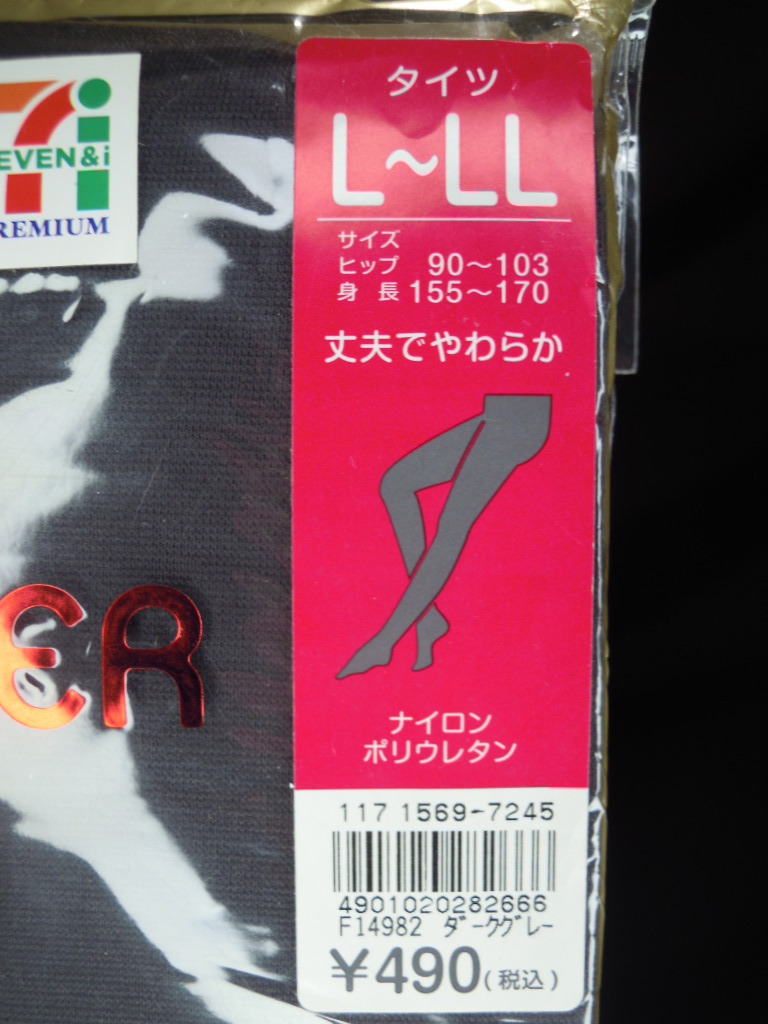 タイツ
L~LL
サイズ
ヒップ 90~103
身長 155~170
丈夫でやわらか
7i
EVEN&i
REMIUM
ER
ナイロン
ポリウレタン
117 1569-7245
4901020282666
F14982 ダークグレー
¥490(税込)